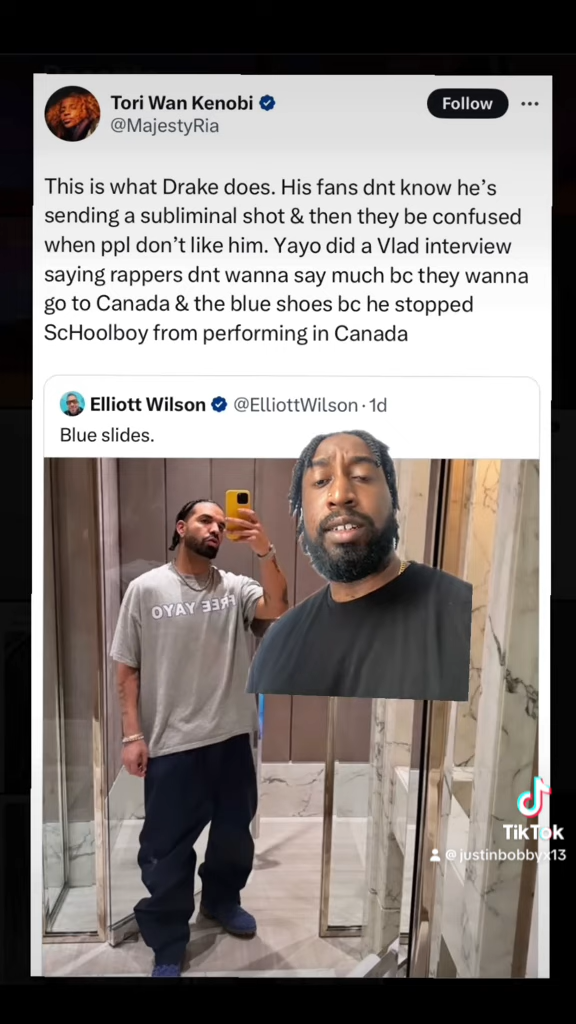 Tori Wan Kenobi
Follow
@MajestyRia
This is what Drake does. His fans dnt know he's
sending a subliminal shot & then they be confused
when ppl don't like him. Yayo did a Vlad interview
saying rappers dnt wanna say much bc they wanna
go to Canada & the blue shoes bc he stopped
ScHoolboy from performing in Canada
Elliott Wilson @ElliottWilson · 1d
Blue slides.
FREE YAYO
TikTok
@justinbobbyx13